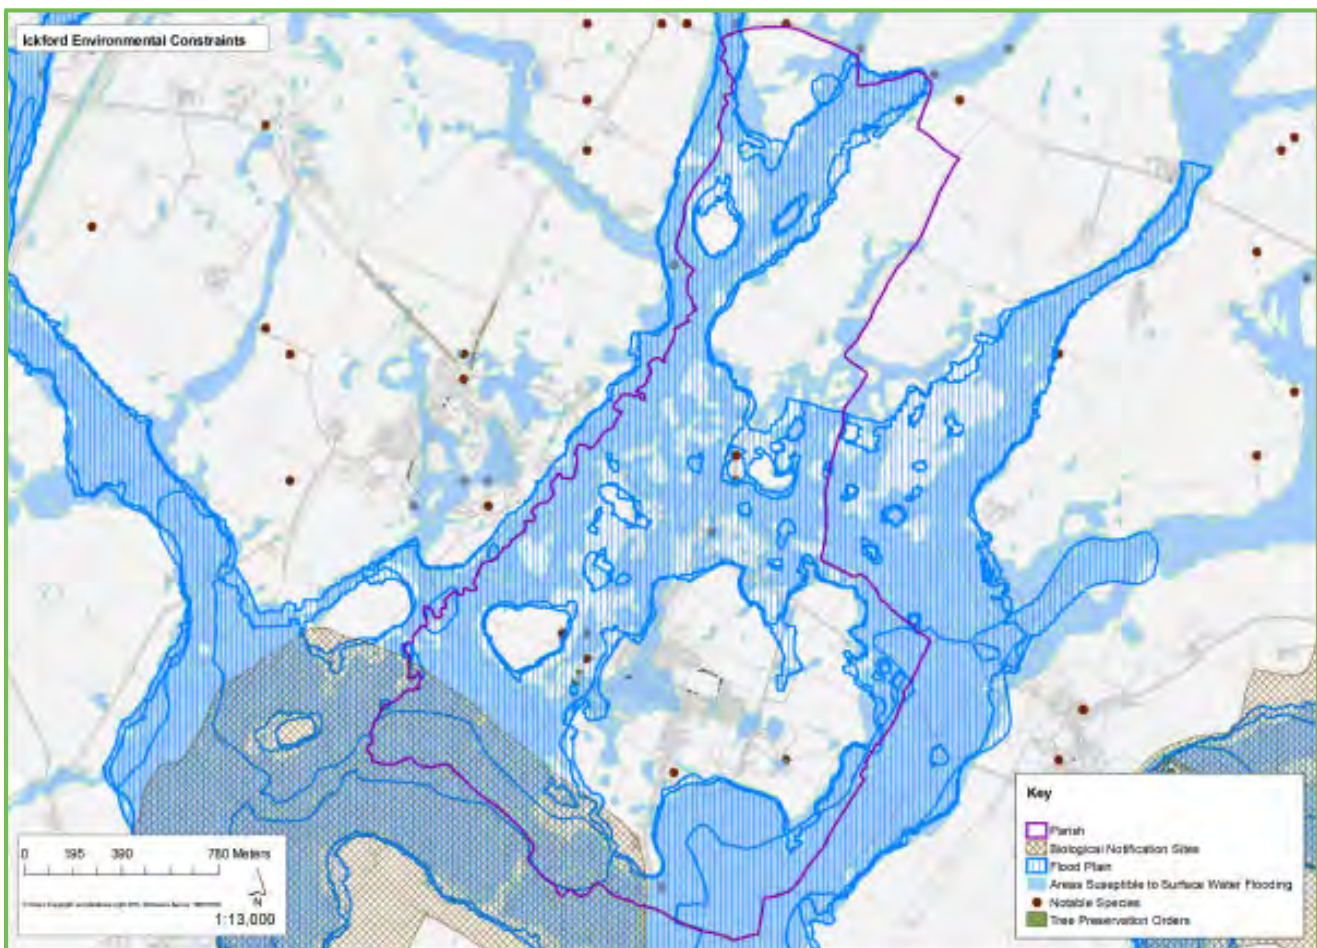 Ickford Environmental Constraints
Key
Parish
Biological Notification Sites
Flood Plain
Areas Suseptible to Surface Water Flooding
Notable Species
Tree Preservation Orders
0 195 390 780 Meters
N
1:13,000